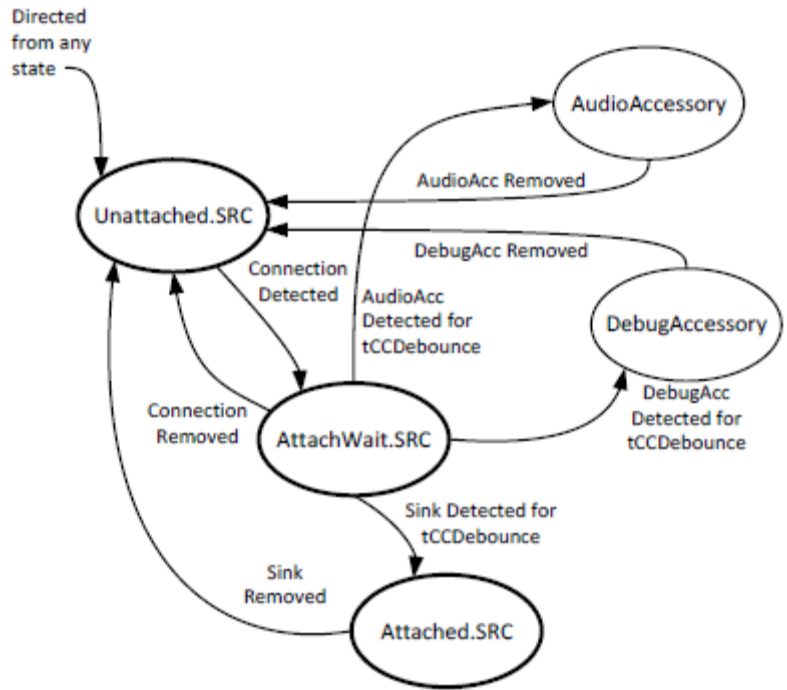 Directed
from any
state
AudioAccessory
AudioAcc Removed
Unattached.SRC
DebugAcc Removed
Connection
Detected
AudioAcc
Detected for
tCCDebounce
DebugAccessory
DebugAcc
Detected for
tCCDebounce
Connection
Removed
AttachWait.SRC
Sink Detected for
tCCDebounce
Sink
Removed
Attached.SRC